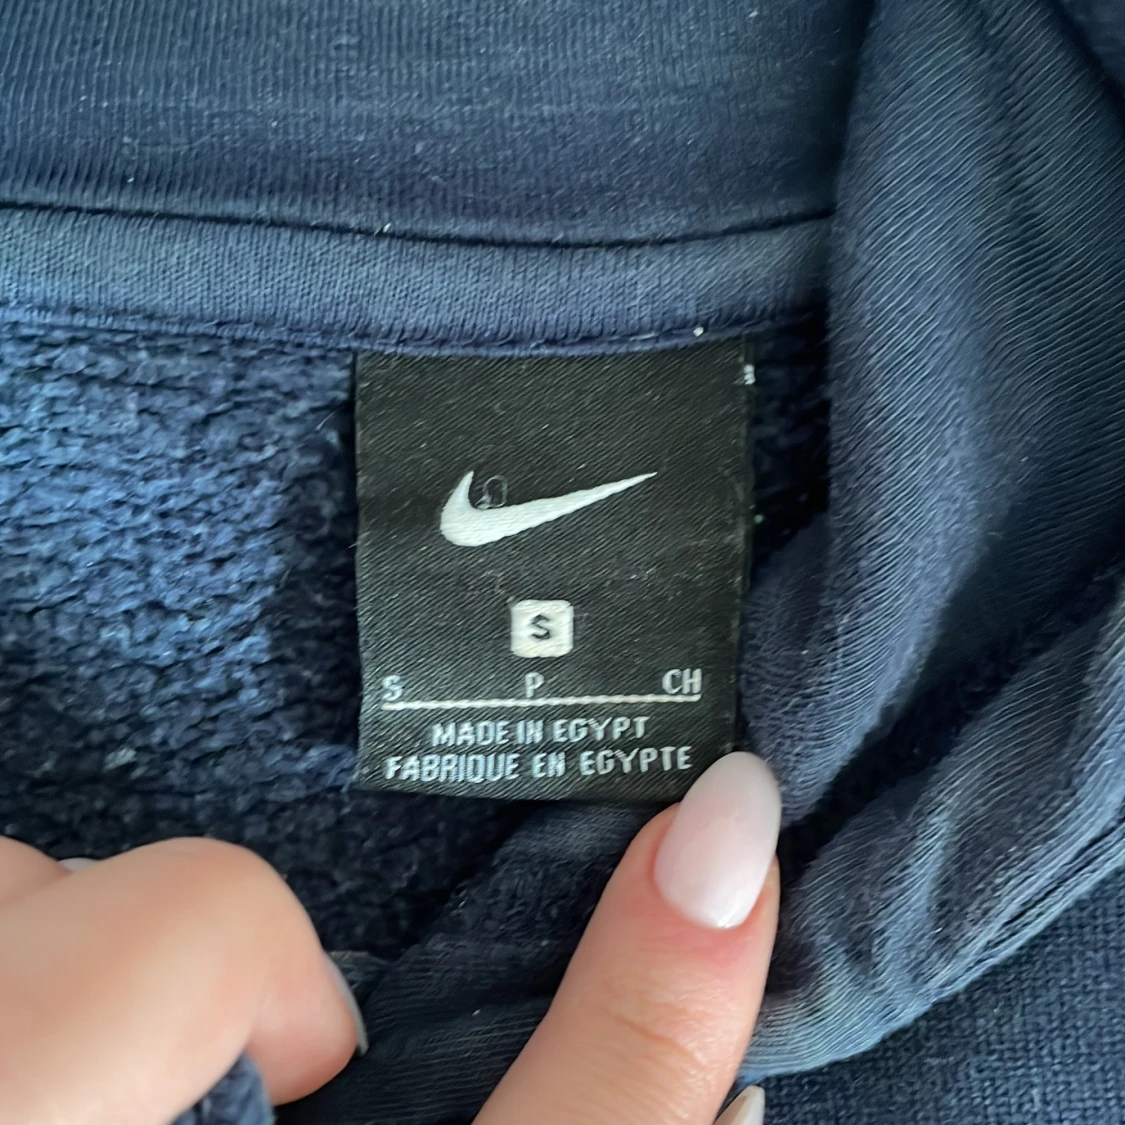 S
S P CH
MADE IN EGYPT
FABRIQUE EN EGYPTE